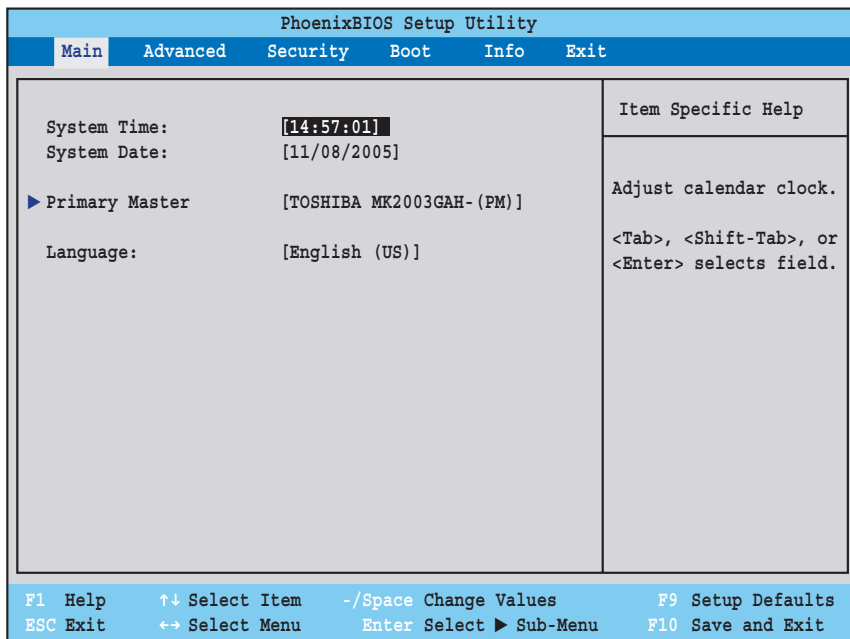 PhoenixBIOS Setup Utility
Main Advanced Security Boot Info Exit
System Time: [14:57:01]
System Date: [11/08/2005]
▶ Primary Master [TOSHIBA MK2003GAH-(PM)]
Language: [English (US)]
Item Specific Help
Adjust calendar clock.
<Tab>, <Shift-Tab>, or
<Enter> selects field.
F1 Help ↑↓ Select Item -/Space Change Values F9 Setup Defaults
ESC Exit ←→ Select Menu Enter Select ▶ Sub-Menu F10 Save and Exit